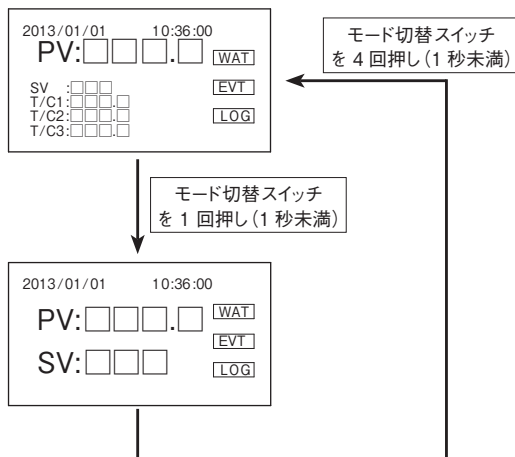 2013/01/01 10:36:00
PV:□□□.□
WAT
SV :□□□
EVT
T/C1:□□□.□
T/C2:□□□.□
LOG
T/C3:□□□.□
モード切替スイッチ
を 4 回押し（1 秒未満）
モード切替スイッチ
を 1 回押し（1 秒未満）
2013/01/01 10:36:00
PV:□□□.□
WAT
EVT
SV:□□□
LOG